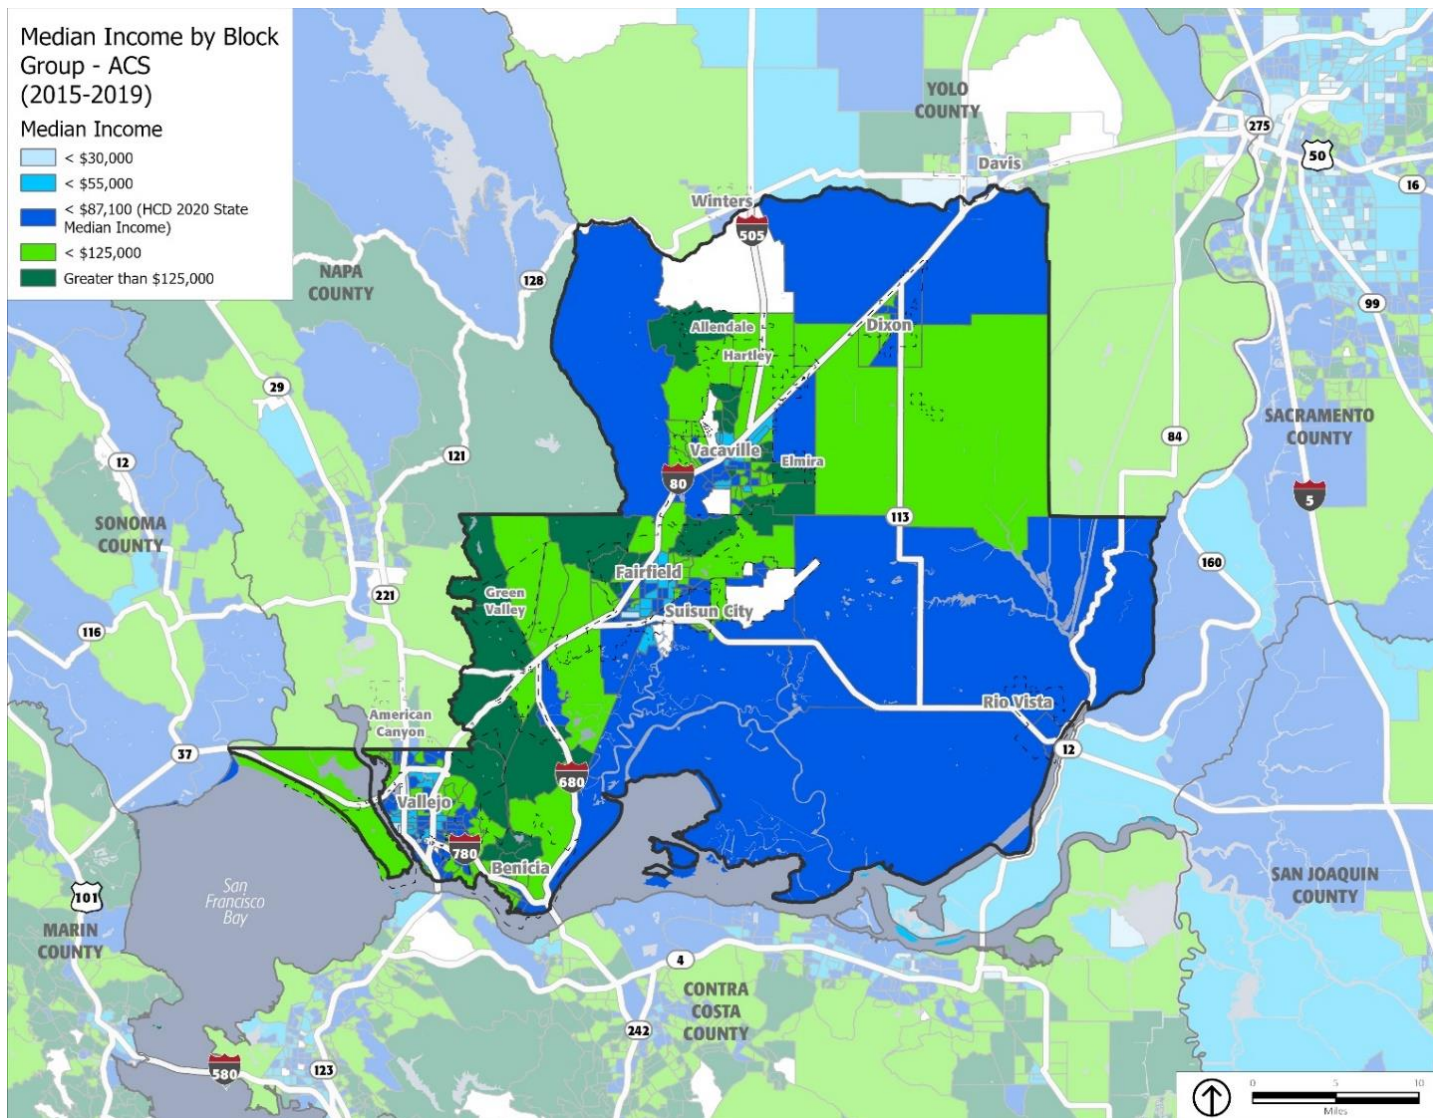 Median Income by Block
Group - ACS
(2015-2019)
Median Income
< $30,000
< $55,000
< $87,100 (HCD 2020 State
Median Income)
< $125,000
Greater than $125,000
YOLO
COUNTY
275
50
Davis
16
Winters
505
NAPA
COUNTY
128
99
Allendale
Dixon
Hartley
29
SACRAMENTO
COUNTY
84
12
121
Vacaville
Elmira
80
5
SONOMA
COUNTY
113
160
Fairfield
221
Green
Valley
Suisun City
116
Rio Vista
American
Canyon
37
12
680
Vallejo
780
Benicia
San
Francisco
Bay
101
SAN JOAQUIN
COUNTY
MARIN
COUNTY
4
CONTRA
COSTA
COUNTY
242
580
123
0 5 10
Miles